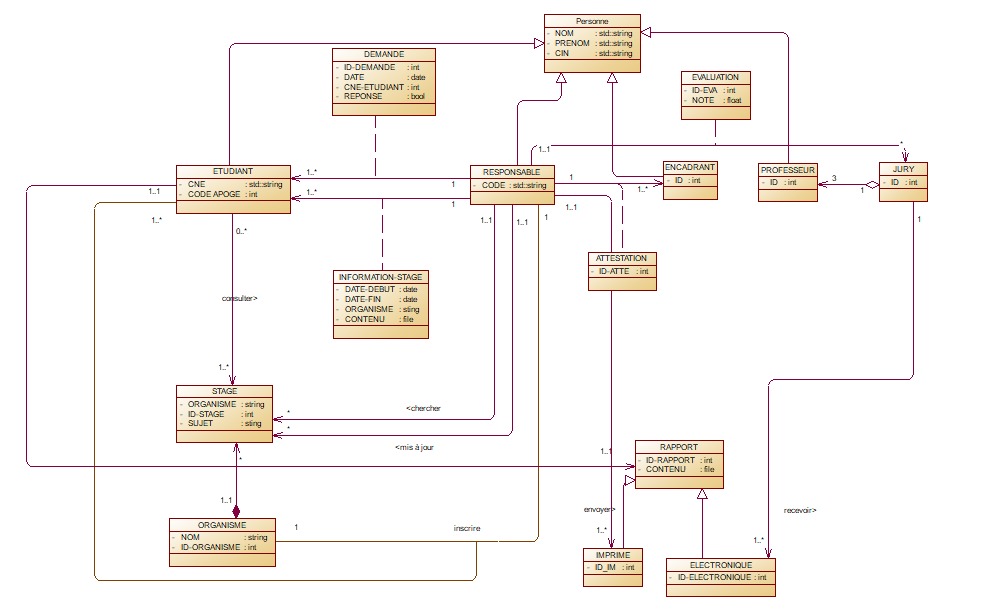 Personne
- NOM : std::string
- PRENOM : std::string
- CIN : std::string
DEMANDE
- ID-DEMANDE : int
- DATE : date
- CNE-ETUDIANT : int
- REPONSE : bool
EVALUATION
- ID-EVA : int
- NOTE : float
ETUDIANT
- CNE : std::string
- CODE APOGE : int
RESPONSABLE
- CODE : std::string
ENCADRANT
- ID : int
PROFESSEUR
- ID : int
JURY
- ID : int
1..1
*
1..*
1
1
1..*
3
1
1..1
1..*
1
1..1
1..*
1..1
1..1
1
1
0..*
ATTESTATION
- ID-ATTE : int
INFORMATION-STAGE
- DATE-DEBUT : date
- DATE-FIN : date
- ORGANISME : sting
- CONTENU : file
consulter>
1..*
STAGE
- ORGANISME : string
- ID-STAGE : int
- SUJET : sting
*
<chercher
*
<mis à jour
*
1..1
RAPPORT
- ID-RAPPORT : int
- CONTENU : file
1..1
envoyer>
recevoir>
ORGANISME
- NOM : string
- ID-ORGANISME : int
1
inscrire
1..*
1..*
IMPRIME
- ID_IM : int
ELECTRONIQUE
- ID-ELECTRONIQUE : int